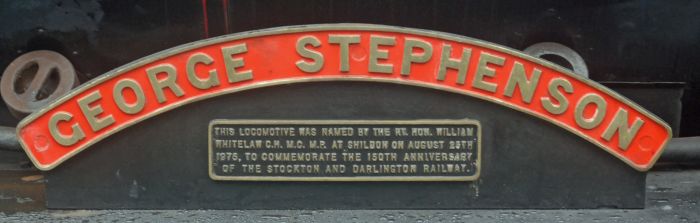 GEORGE STEPHENSON
THIS LOCOMOTIVE WAS NAMED BY THE RT. HON. WILLIAM
WHITELAW C.H. M.C. M.P. AT SHILDON ON AUGUST 25TH
1975, TO COMMEMORATE THE 150TH ANNIVERSARY
OF THE STOCKTON AND DARLINGTON RAILWAY.